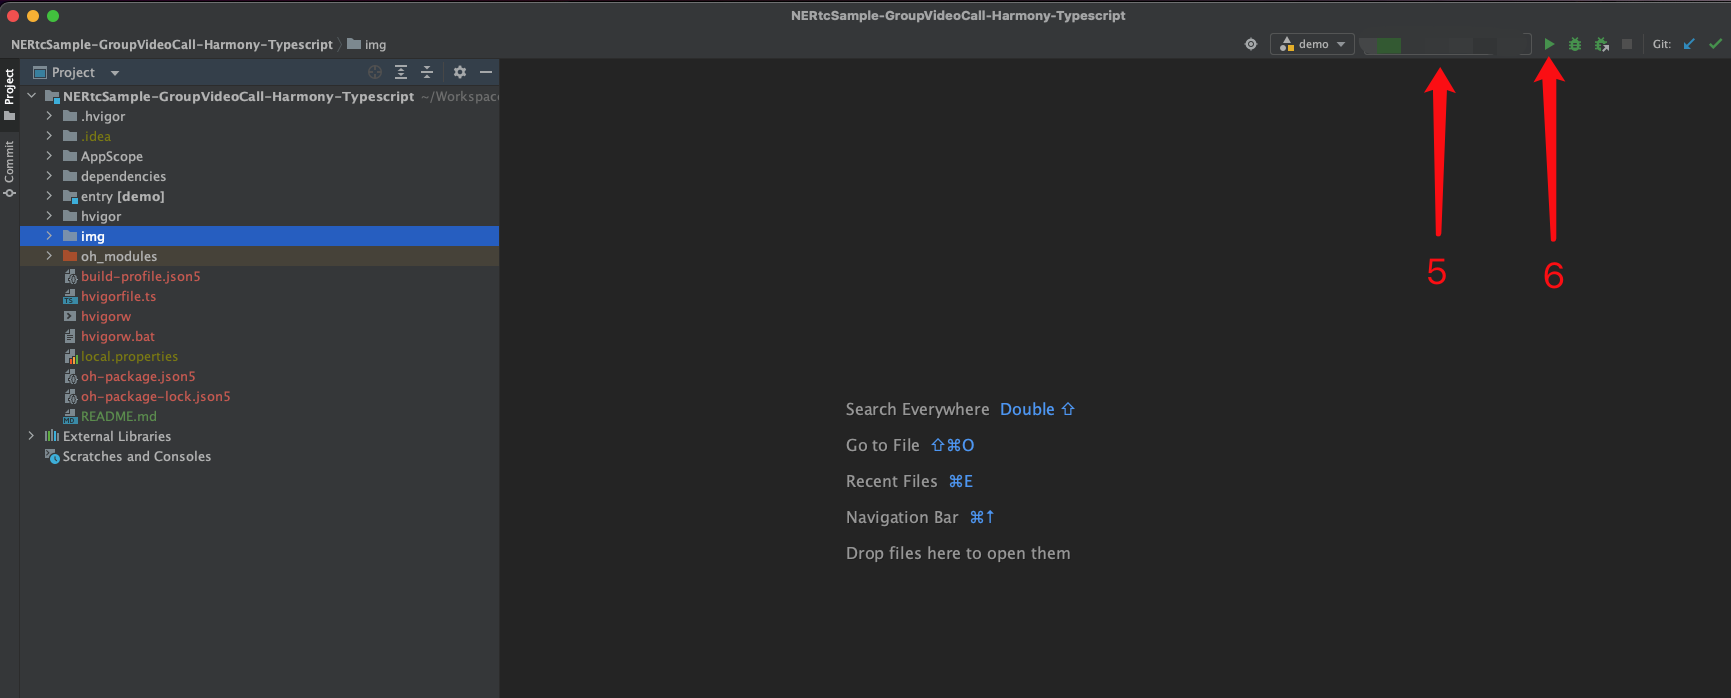 NERtcSample-GroupVideoCall-Harmony-Typescript
NERtcSample-GroupVideoCall-Harmony-Typescript img
demo
Git:
Project
Project
Commit
NERtcSample-GroupVideoCall-Harmony-Typescript ~/Workspac
.hvigor
.idea
AppScope
dependencies
entry [demo]
hvigor
img
oh_modules
build-profile.json5
hvigorfile.ts
hvigorw
hvigorw.bat
local.properties
oh-package.json5
oh-package-lock.json5
README.md
External Libraries
Scratches and Consoles
5
6
Search Everywhere Double ⇧
Go to File ⇧⌘O
Recent Files ⌘E
Navigation Bar ⌘↑
Drop files here to open them